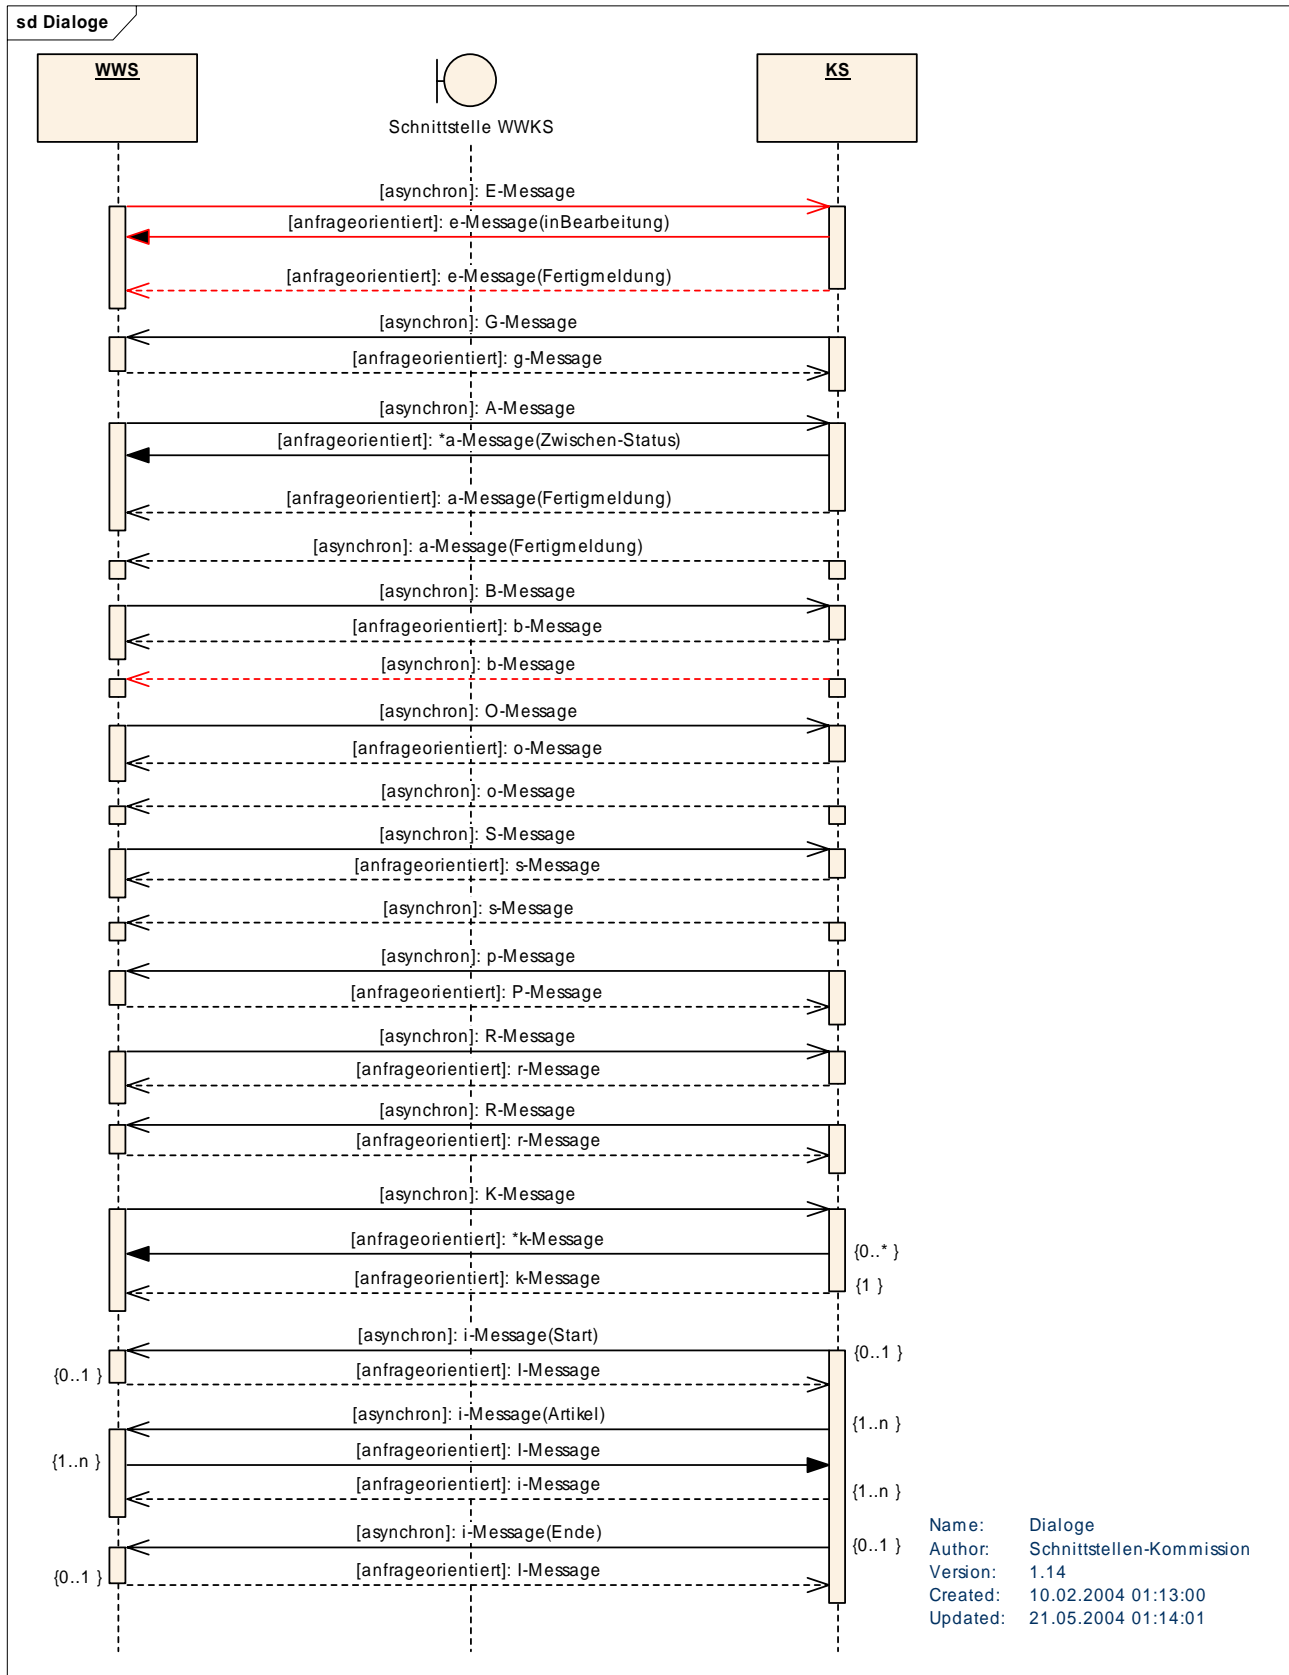 sd Dialoge
WWS
KS
Schnittstelle WWKS
[asynchron]: E-Message
[anfrageorientiert]: e-Message(inBearbeitung)
[anfrageorientiert]: e-Message(Fertigmeldung)
[asynchron]: G-Message
[anfrageorientiert]: g-Message
[asynchron]: A-Message
[anfrageorientiert]: *a-Message(Zwischen-Status)
[anfrageorientiert]: a-Message(Fertigmeldung)
[asynchron]: a-Message(Fertigmeldung)
[asynchron]: B-Message
[anfrageorientiert]: b-Message
[asynchron]: b-Message
[asynchron]: O-Message
[anfrageorientiert]: o-Message
[asynchron]: o-Message
[asynchron]: S-Message
[anfrageorientiert]: s-Message
[asynchron]: s-Message
[asynchron]: p-Message
[anfrageorientiert]: P-Message
[asynchron]: R-Message
[anfrageorientiert]: r-Message
[asynchron]: R-Message
[anfrageorientiert]: r-Message
[asynchron]: K-Message
[anfrageorientiert]: *k-Message
{0..* }
[anfrageorientiert]: k-Message
{1 }
[asynchron]: i-Message(Start)
{0..1 }
[anfrageorientiert]: I-Message
{0..1 }
[asynchron]: i-Message(Artikel)
{1..n }
[anfrageorientiert]: I-Message
{1..n }
[anfrageorientiert]: i-Message
{1..n }
[asynchron]: i-Message(Ende)
{0..1 }
[anfrageorientiert]: I-Message
{0..1 }
Name: Dialoge
Author: Schnittstellen-Kommission
Version: 1.14
Created: 10.02.2004 01:13:00
Updated: 21.05.2004 01:14:01